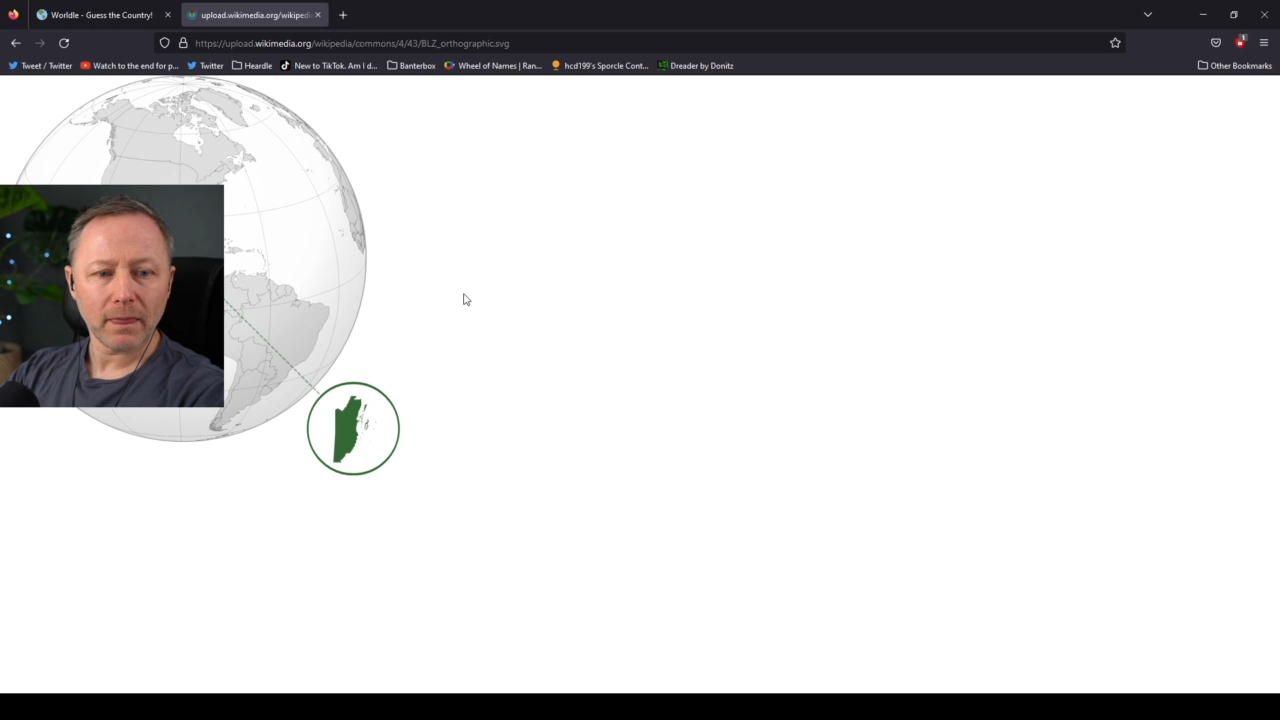 Worldle - Guess the Country!
upload.wikimedia.org/wikipedi
https://upload.wikimedia.org/wikipedia/commons/4/43/BLZ_orthographic.svg
Tweet / Twitter Watch to the end for p... Twitter Heardle New to TikTok. Am I d... Banterbox Wheel of Names | Ran... hcd199's Sporcle Cont... Dreader by Donitz Other Bookmarks